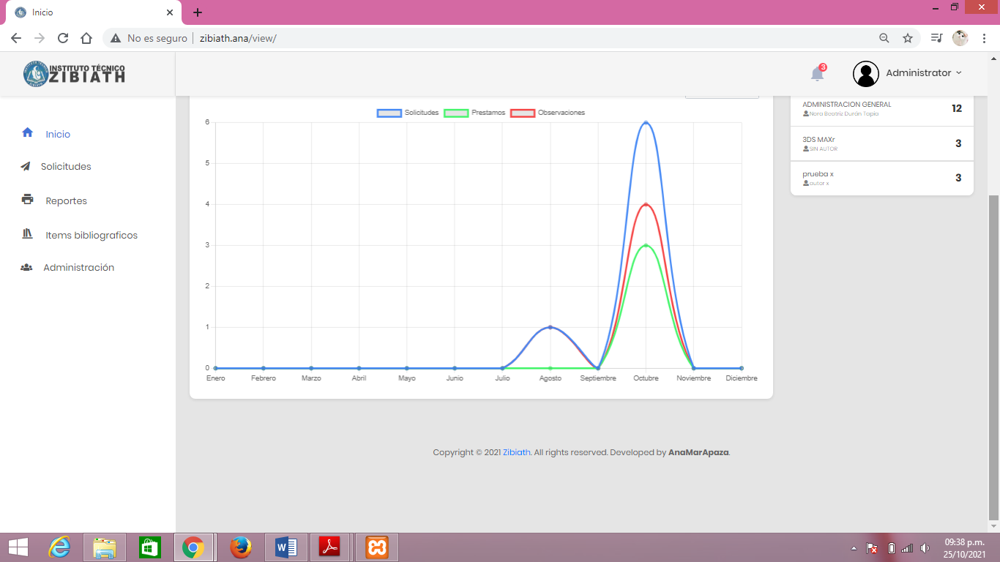 Inicio
No es seguro
zibiath.ana/view/
INSTITUTO TÉCNICO
ZIBIATH
3
Administrator
Inicio
Solicitudes
Reportes
Items bibliograficos
Administración
Solicitudes
Prestamos
Observaciones
6
5
4
3
2
1
0
Enero
Febrero
Marzo
Abril
Mayo
Junio
Julio
Agosto
Septiembre
Octubre
Noviembre
Diciembre
ADMINISTRACION GENERAL
Nora Beatriz Durán Tapia
12
3DS MAXr
SIN AUTOR
3
prueba x
autor x
3
Copyright © 2021 Zibiath. All rights reserved. Developed by AnaMarApaza.
09:38 p.m.
25/10/2021